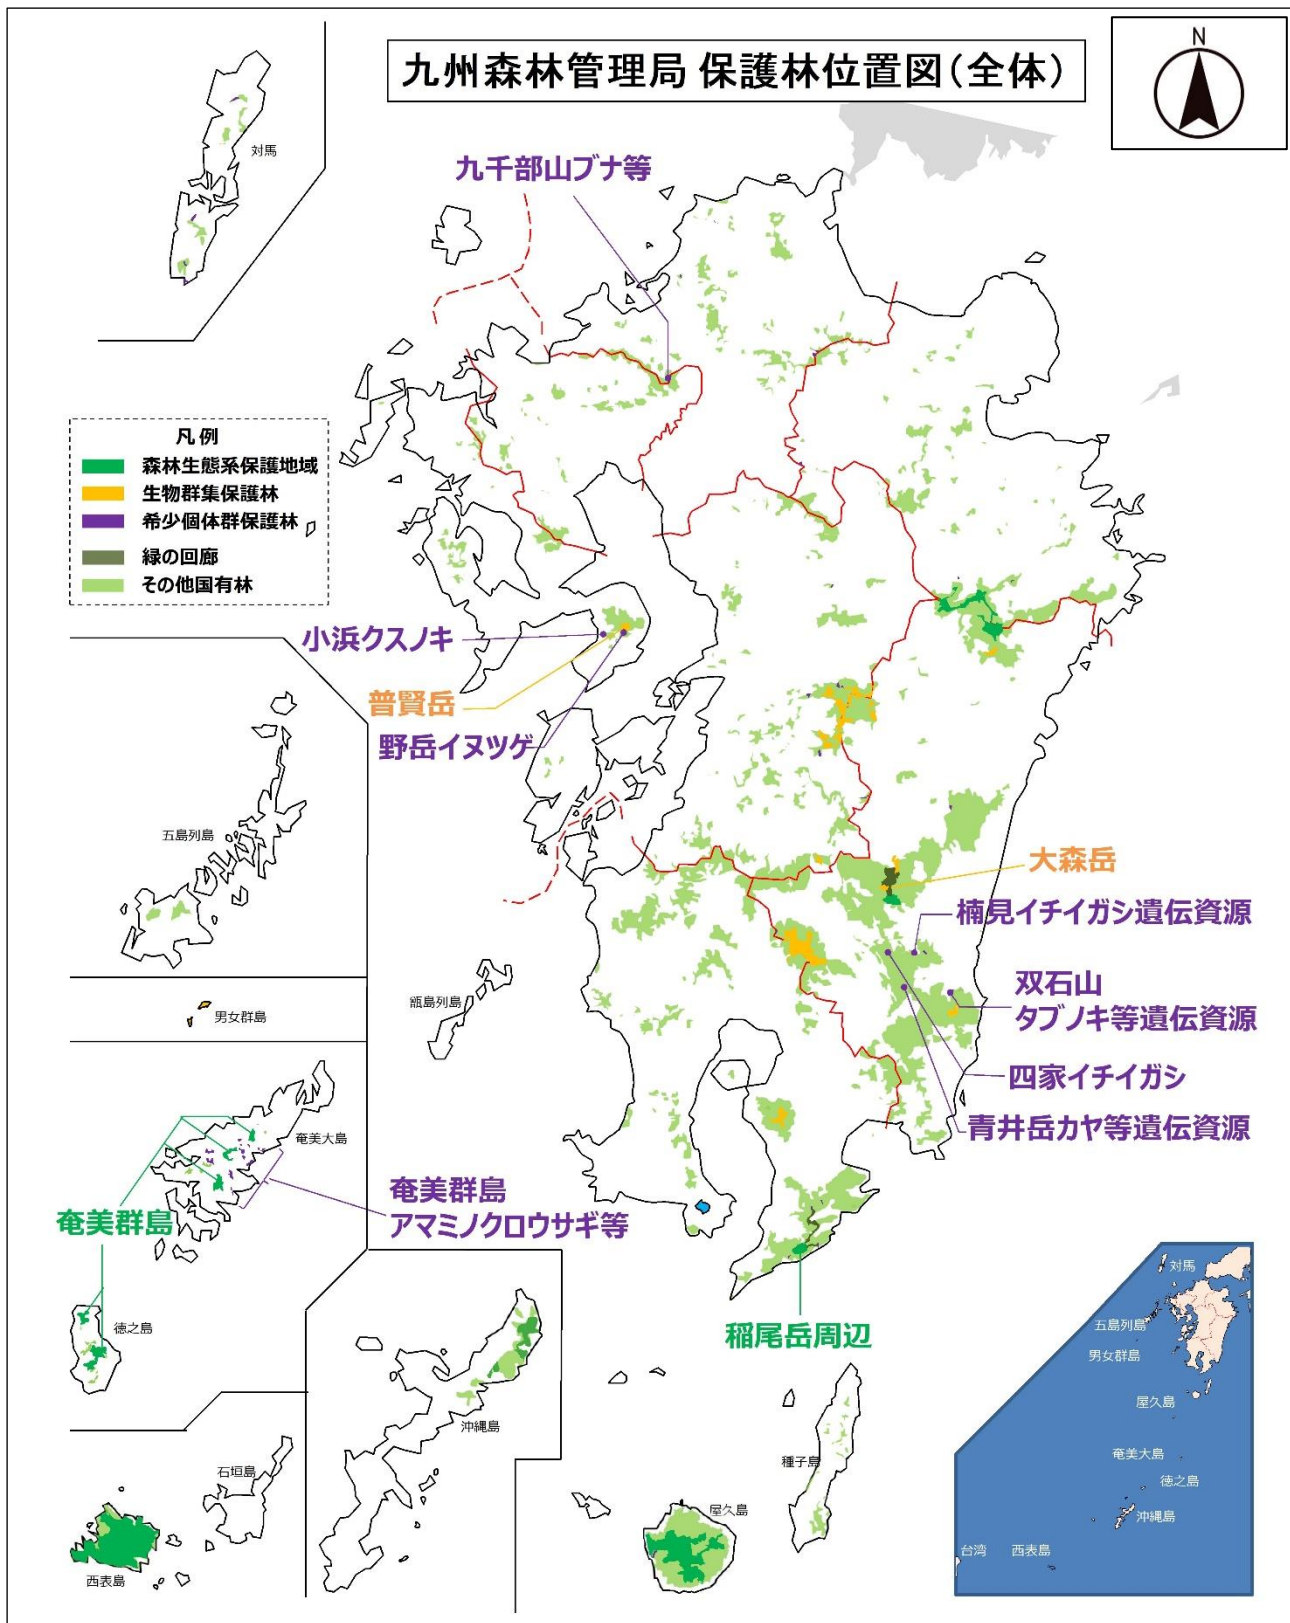 九州森林管理局 保護林位置図(全体)
N
対馬
九千部山ブナ等
凡例
森林生態系保護地域
生物群集保護林
希少個体群保護林
緑の回廊
その他国有林
小浜クスノキ
普賢岳
野岳イヌツゲ
五島列島
大森岳
楠見イチイガシ遺伝資源
双石山
タブノキ等遺伝資源
四家イチイガシ
青井岳カヤ等遺伝資源
甑島列島
男女群島
奄美大島
奄美群島
アマミノクロウサギ等
奄美群島
徳之島
稲尾岳周辺
沖縄島
石垣島
西表島
種子島
屋久島
対馬
五島列島
男女群島
屋久島
奄美大島
徳之島
沖縄島
台湾
西表島